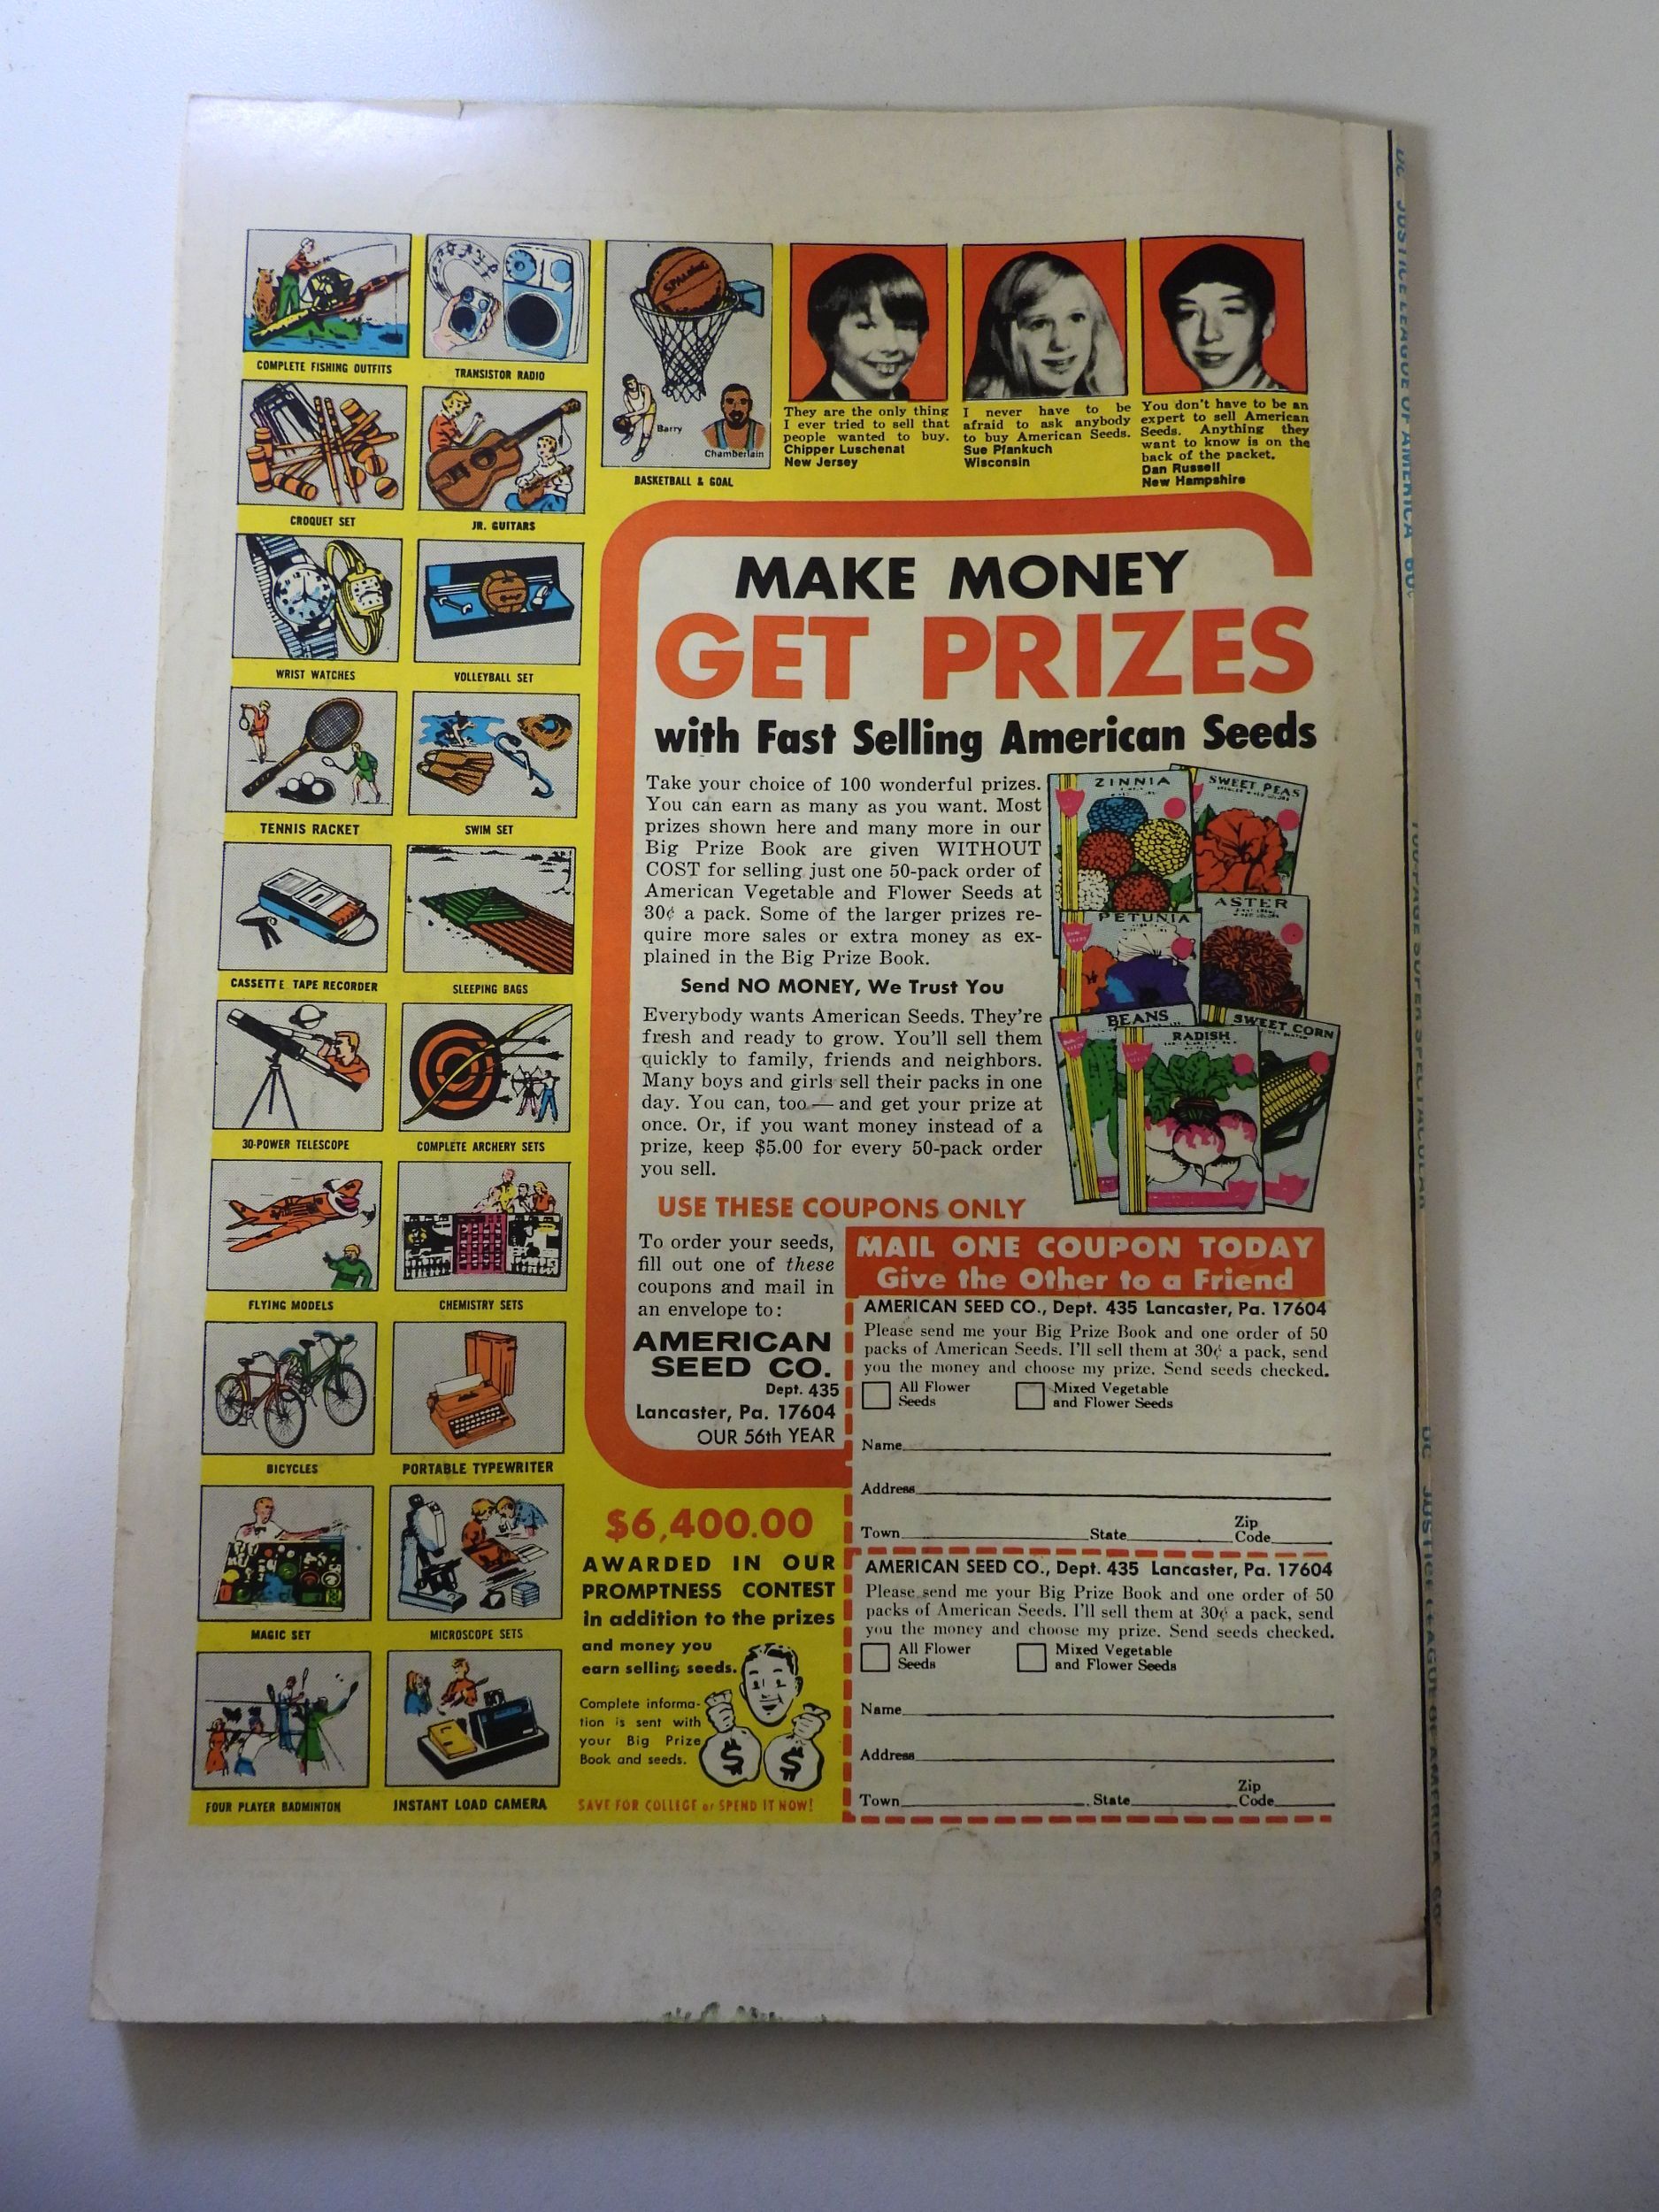 COMPLETE FISHING OUTFITS
TRANSISTOR RADIO
SPALDING
Barry
Chamberlain
BASKETBALL & GOAL
CROQUET SET
JR. GUITARS
WRIST WATCHES
VOLLEYBALL SET
TENNIS RACKET
SWIM SET
CASSETTE TAPE RECORDER
SLEEPING BAGS
30-POWER TELESCOPE
COMPLETE ARCHERY SETS
FLYING MODELS
CHEMISTRY SETS
BICYCLES
PORTABLE TYPEWRITER
MAGIC SET
MICROSCOPE SETS
FOUR PLAYER BADMINTON
INSTANT LOAD CAMERA
They are the only thing
I ever tried to sell that
people wanted to buy.
Chipper Luschenat
New Jersey
I never have to be
afraid to ask anybody
to buy American Seeds.
Sue Pfankuch
Wisconsin
You don't have to be an
expert to sell American
Seeds. Anything they
want to know is on the
back of the packet.
Dan Russell
New Hampshire
MAKE MONEY
GET PRIZES
with Fast Selling American Seeds
Take your choice of 100 wonderful prizes.
You can earn as many as you want. Most
prizes shown here and many more in our
Big Prize Book are given WITHOUT
COST for selling just one 50-pack order of
American Vegetable and Flower Seeds at
30¢ a pack. Some of the larger prizes re-
quire more sales or extra money as ex-
plained in the Big Prize Book.
Send NO MONEY, We Trust You
Everybody wants American Seeds. They're
fresh and ready to grow. You'll sell them
quickly to family, friends and neighbors.
Many boys and girls sell their packs in one
day. You can, too — and get your prize at
once. Or, if you want money instead of a
prize, keep $5.00 for every 50-pack order
you sell.
ZINNIA
SWEET PEAS
PETUNIA
ASTER
BEANS
RADISH
SWEET CORN
USE THESE COUPONS ONLY
To order your seeds,
fill out one of these
coupons and mail in
an envelope to:
AMERICAN
SEED CO.
Dept. 435
Lancaster, Pa. 17604
OUR 56th YEAR
MAIL ONE COUPON TODAY
Give the Other to a Friend
AMERICAN SEED CO., Dept. 435 Lancaster, Pa. 17604
Please send me your Big Prize Book and one order of 50
packs of American Seeds. I'll sell them at 30¢ a pack, send
you the money and choose my prize. Send seeds checked.
All Flower Seeds
Mixed Vegetable and Flower Seeds
Name
Address
Town State Zip Code
AMERICAN SEED CO., Dept. 435 Lancaster, Pa. 17604
Please send me your Big Prize Book and one order of 50
packs of American Seeds. I'll sell them at 30¢ a pack, send
you the money and choose my prize. Send seeds checked.
All Flower Seeds
Mixed Vegetable and Flower Seeds
Name
Address
Town State Zip Code
$6,400.00
AWARDED IN OUR
PROMPTNESS CONTEST
in addition to the prizes
and money you
earn selling seeds.
Complete informa-
tion is sent with
your Big Prize
Book and seeds.
$ $
SAVE FOR COLLEGE or SPEND IT NOW!
DC JUSTICE LEAGUE OF AMERICA 60¢
100 PAGE SUPER SPECTACULAR
DC JUSTICE LEAGUE OF AMERICA 60¢